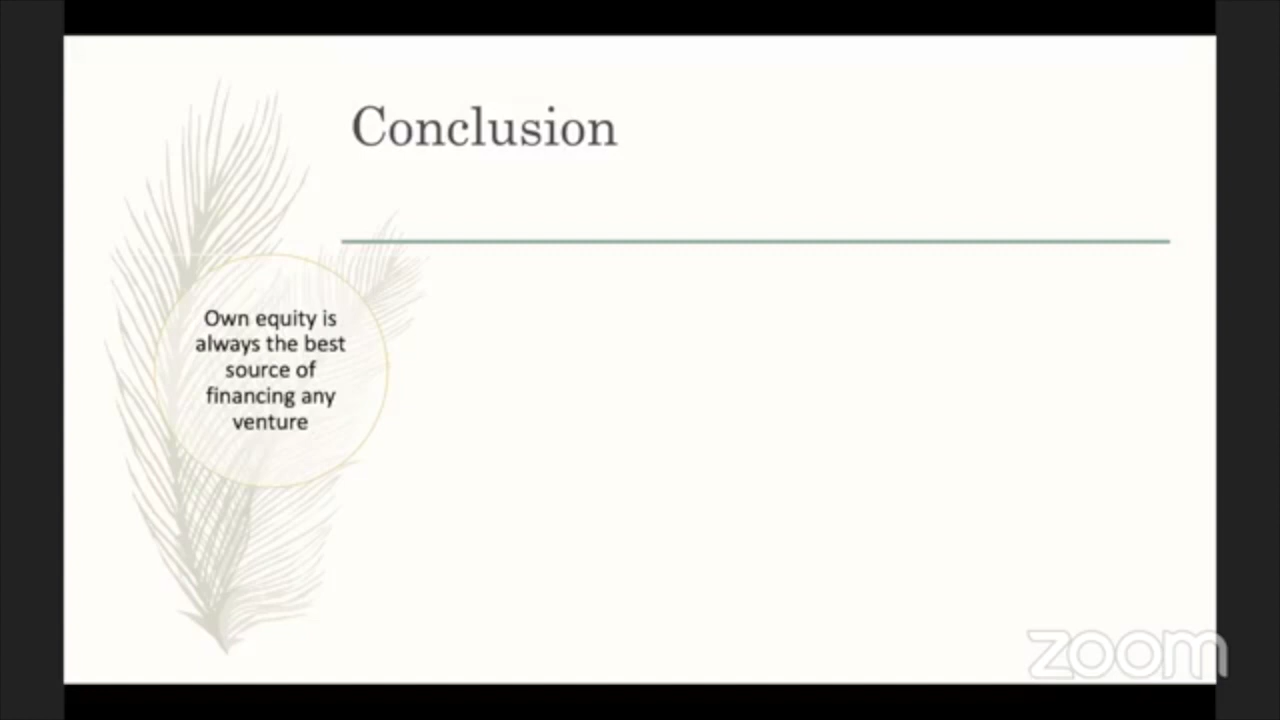 Conclusion
Own equity is
always the best
source of
financing any
venture
zoom